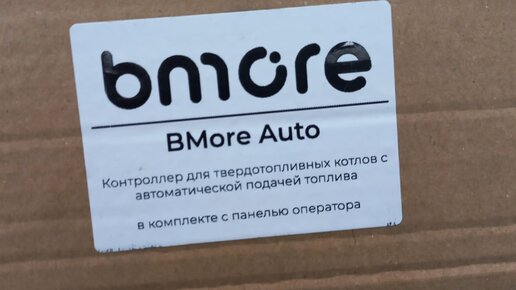 bmore
BMore Auto
Контроллер для твердотопливных котлов с
автоматической подачей топлива
в комплекте с панелью оператора